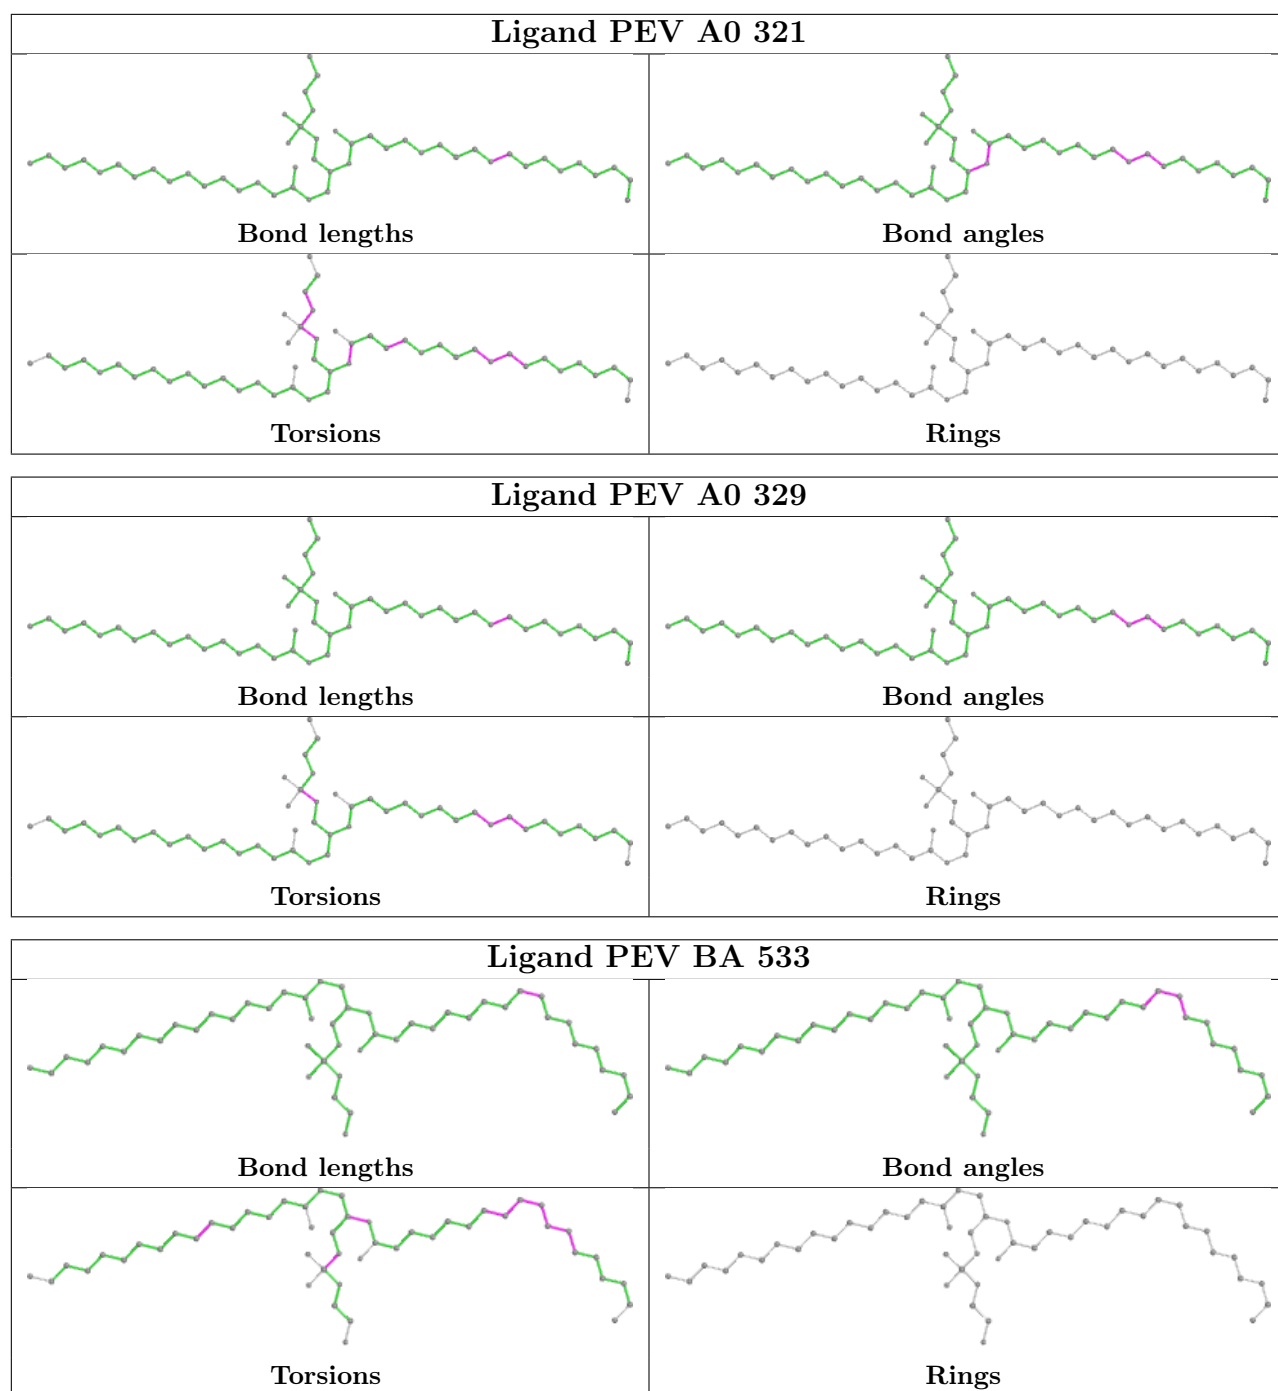 Ligand PEV A0 321
Bond lengths
Bond angles
Torsions
Rings
Ligand PEV A0 329
Bond lengths
Bond angles
Torsions
Rings
Ligand PEV BA 533
Bond lengths
Bond angles
Torsions
Rings